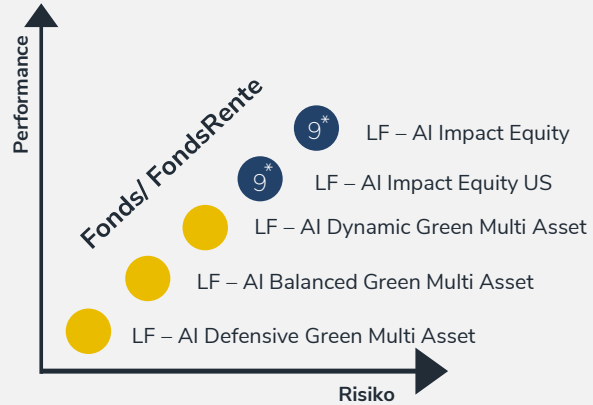 Performance
Fonds/ FondsRente
9* LF – AI Impact Equity
9* LF – AI Impact Equity US
LF – AI Dynamic Green Multi Asset
LF – AI Balanced Green Multi Asset
LF – AI Defensive Green Multi Asset
Risiko